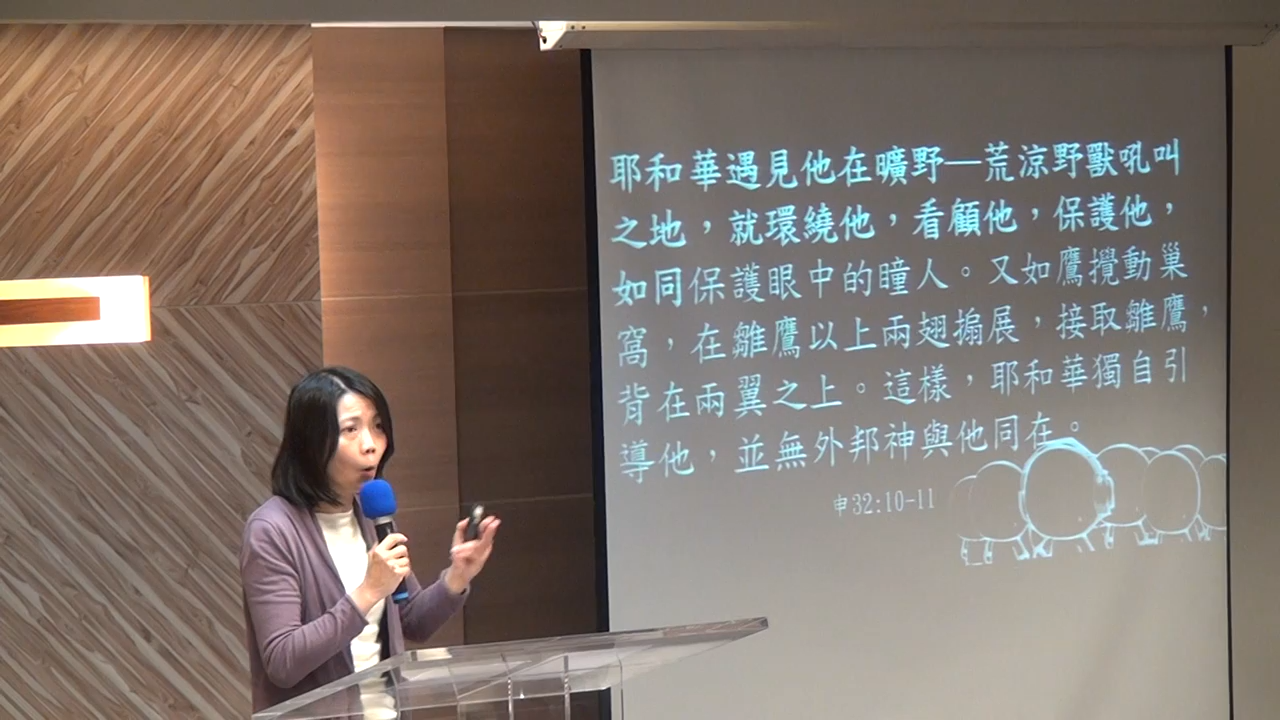 耶和華遇見他在曠野—荒涼野獸吼叫
之地，就環繞他，看顧他，保護他，
如同保護眼中的瞳人。又如鷹攪動巢
窩，在雛鷹以上兩翅搧展，接取雛鷹，
背在兩翼之上。這樣，耶和華獨自引
導他，並無外邦神與他同在。
申32:10-11